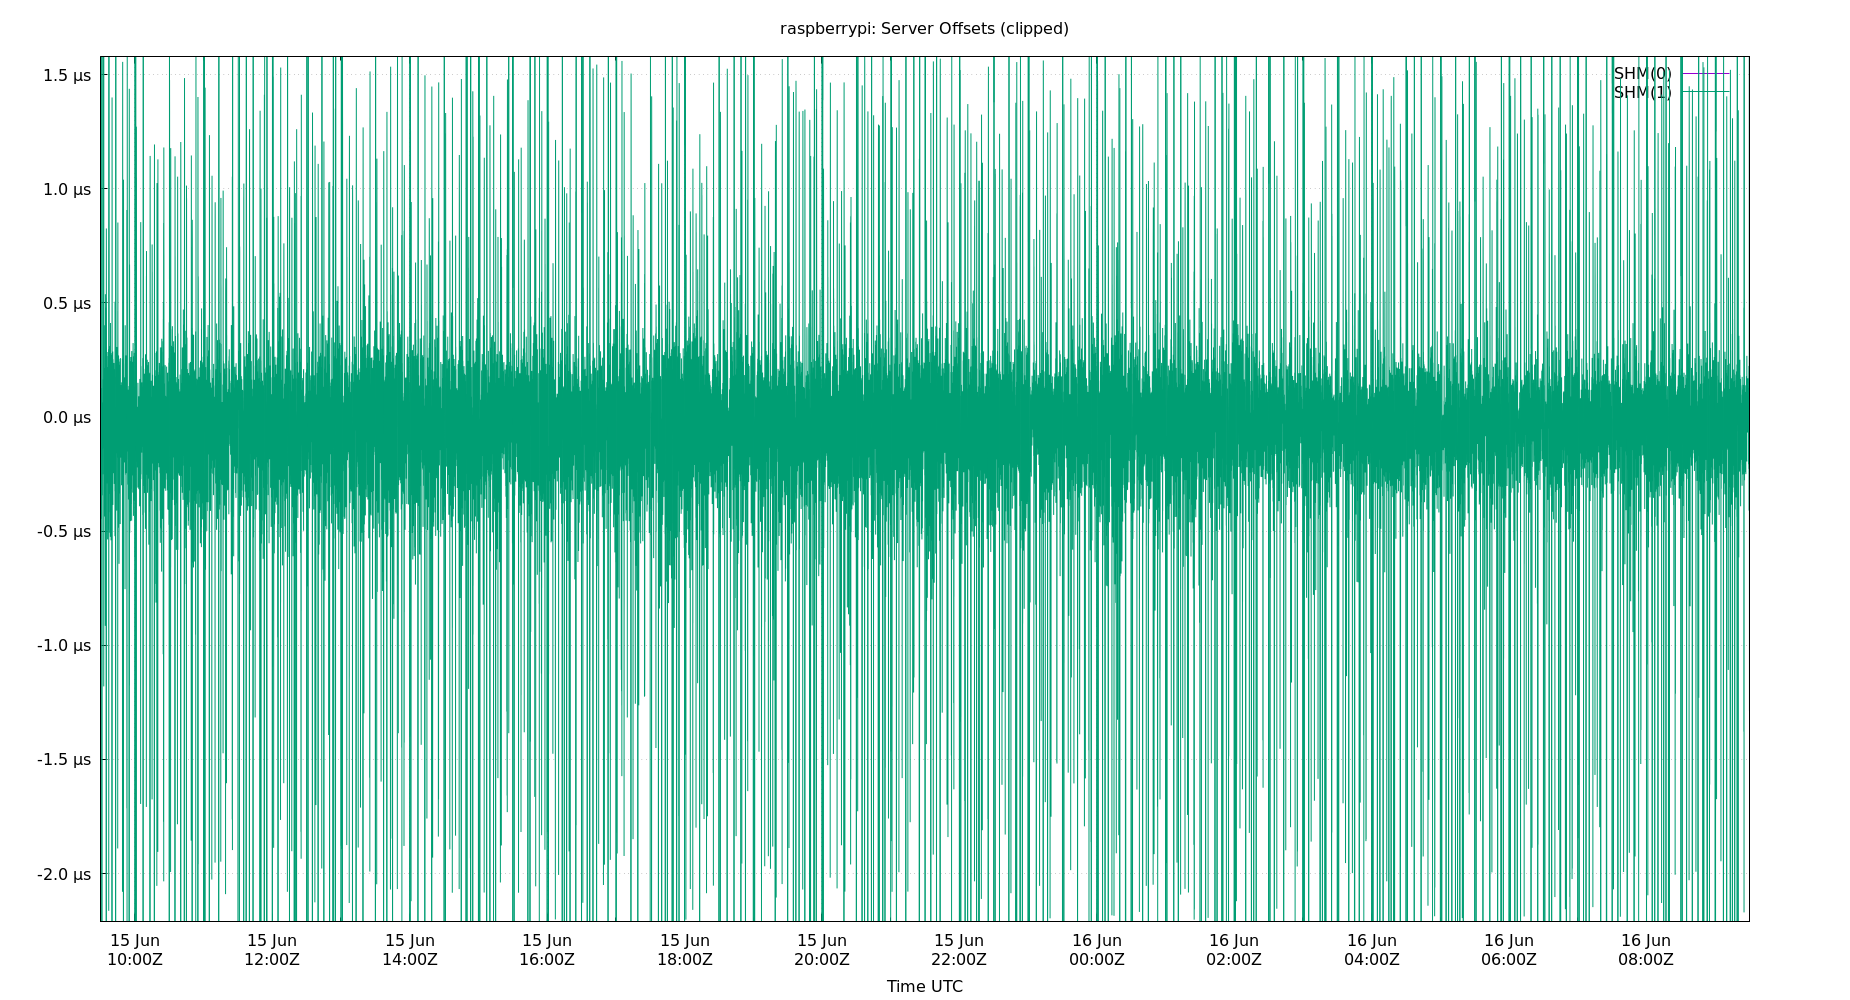 raspberrypi: Server Offsets (clipped)
1.5 µs
SHM(0)
SHM(1)
1.0 µs
0.5 µs
0.0 µs
-0.5 µs
-1.0 µs
-1.5 µs
-2.0 µs
15 Jun 15 Jun 15 Jun 15 Jun 15 Jun 15 Jun 15 Jun 16 Jun 16 Jun 16 Jun 16 Jun 16 Jun
10:00Z 12:00Z 14:00Z 16:00Z 18:00Z 20:00Z 22:00Z 00:00Z 02:00Z 04:00Z 06:00Z 08:00Z
Time UTC